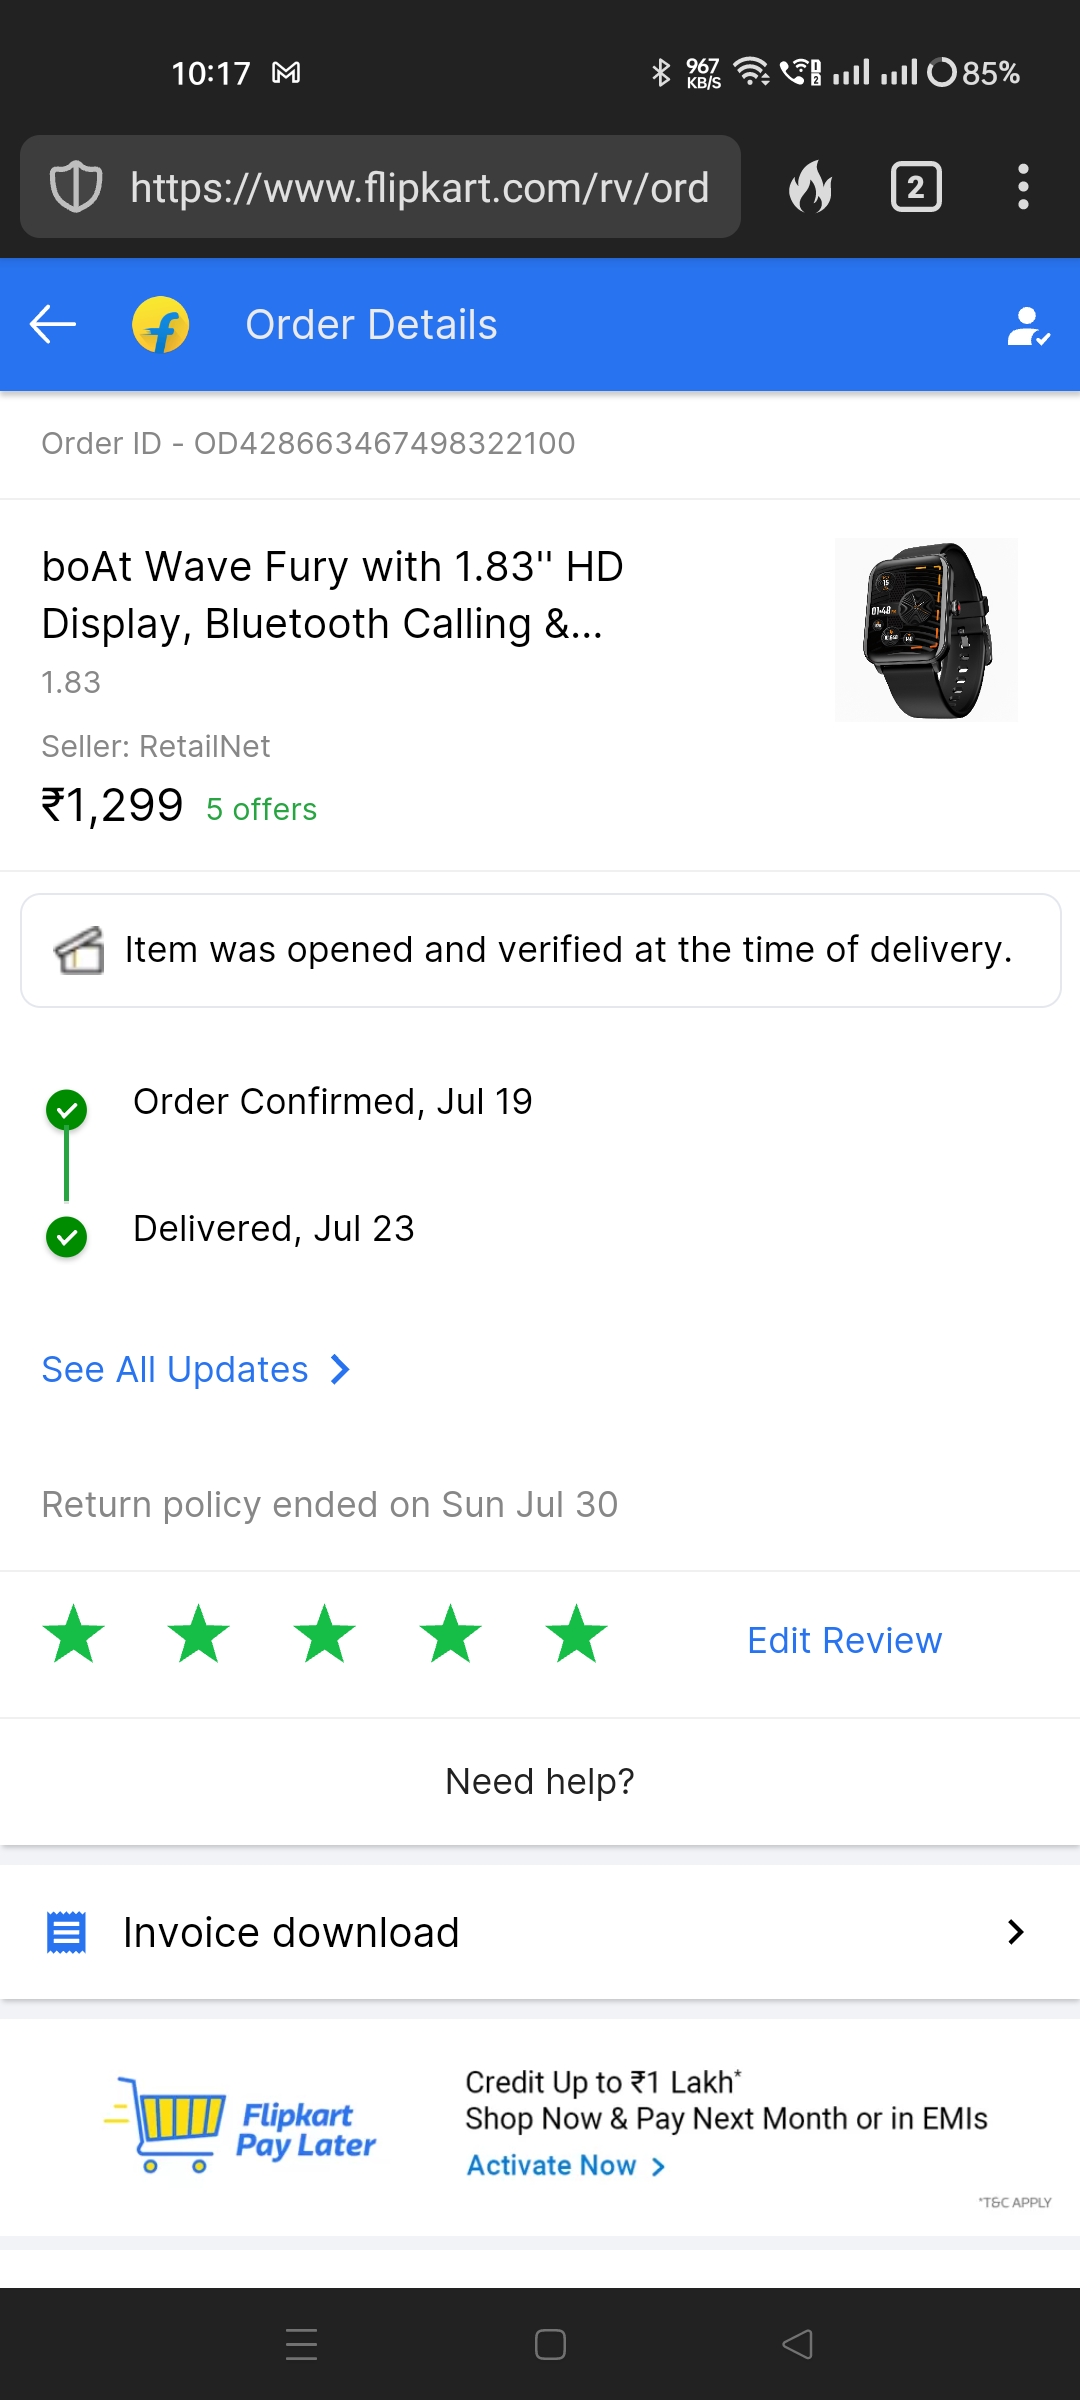 10:17
967
KB/S
85%
https://www.flipkart.com/rv/ord
2
Order Details
Order ID - OD428663467498322100
boAt Wave Fury with 1.83" HD
Display, Bluetooth Calling &...
1.83
Seller: RetailNet
₹1,299 5 offers
Item was opened and verified at the time of delivery.
Order Confirmed, Jul 19
Delivered, Jul 23
See All Updates
Return policy ended on Sun Jul 30
Edit Review
Need help?
Invoice download
Flipkart
Pay Later
Credit Up to ₹1 Lakh*
Shop Now & Pay Next Month or in EMIs
Activate Now
*T&C APPLY